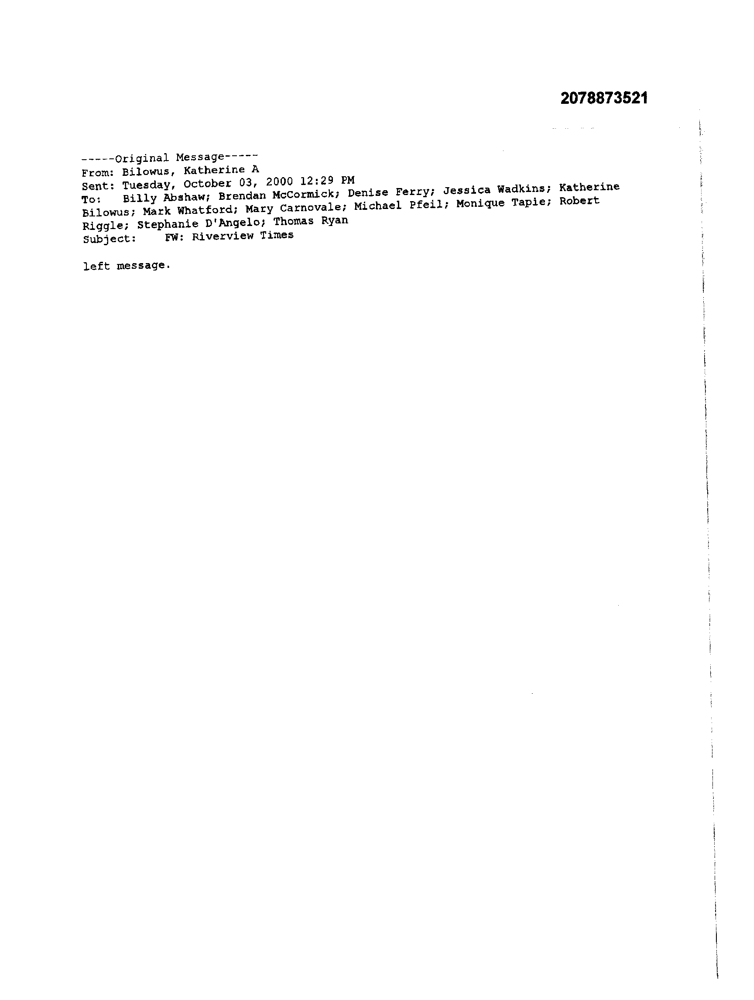 2078873521
-----Original Message-----
From: Bilowus, Katherine A
Sent: Tuesday, October 03, 2000 12:29 PM
To: Billy Abshaw; Brendan McCormick; Denise Ferry; Jessica Wadkins; Katherine
Bilowus; Mark Whatford; Mary Carnovale; Michael Pfeil; Monique Tapie; Robert
Riggle; Stephanie D'Angelo; Thomas Ryan
Subject: FW: Riverview Times
left message.